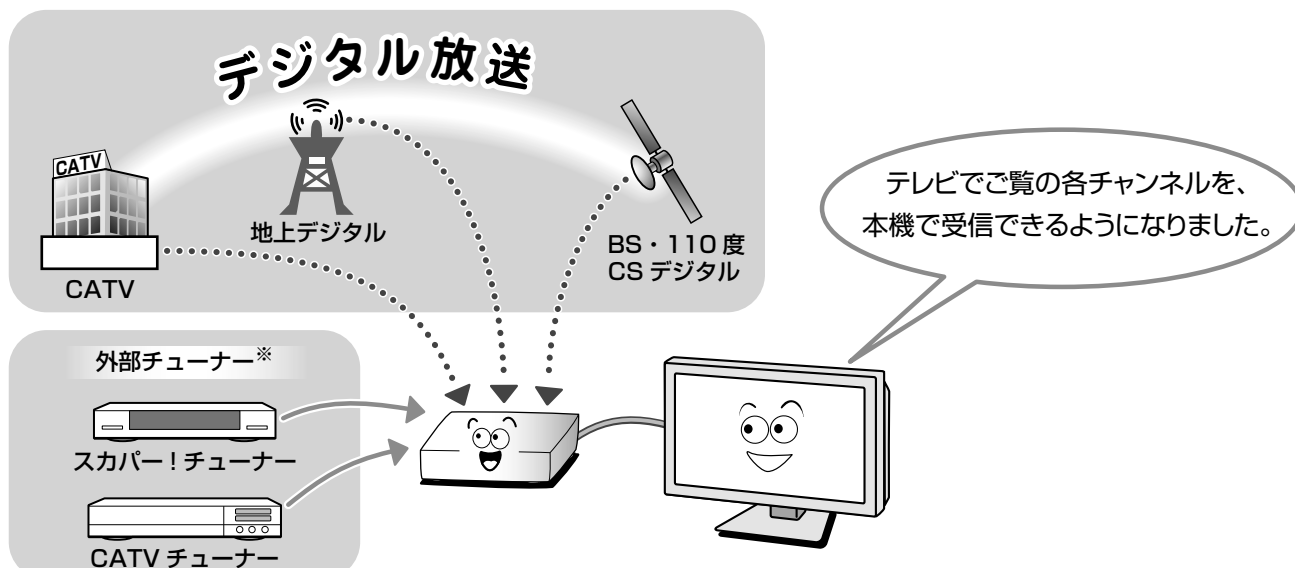 デジタル放送
CATV
地上デジタル
CATV
BS・110度
CSデジタル
テレビでご覧の各チャンネルを、
本機で受信できるようになりました。
外部チューナー※
スカパー！チューナー
CATVチューナー